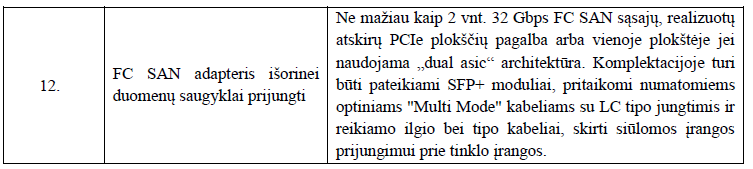 12.
FC SAN adapteris išorinei
duomenų saugyklai prijungti
Ne mažiau kaip 2 vnt. 32 Gbps FC SAN sąsajų, realizuotų
atskirų PCIe plokščių pagalba arba vienoje plokštėje jei
naudojama „dual asic“ architektūra. Komplektacijoje turi
būti pateikiami SFP+ moduliai, pritaikomi numatomiems
optiniams "Multi Mode" kabeliams su LC tipo jungtimis ir
reikiamo ilgio bei tipo kabeliai, skirti siūlomos įrangos
prijungimui prie tinklo įrangos.